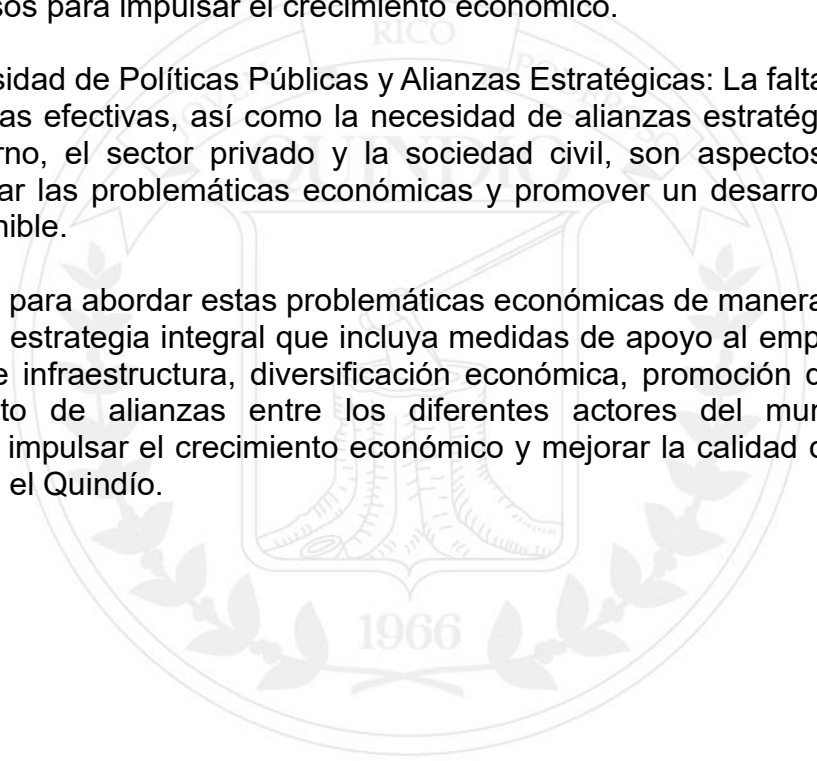 sos para impulsar el crecimiento económico.
sidad de Políticas Públicas y Alianzas Estratégicas: La falta
as efectivas, así como la necesidad de alianzas estratég
rno, el sector privado y la sociedad civil, son aspectos
ar las problemáticas económicas y promover un desarro
nible.
para abordar estas problemáticas económicas de manera
estrategia integral que incluya medidas de apoyo al emp
e infraestructura, diversificación económica, promoción d
to de alianzas entre los diferentes actores del mun
impulsar el crecimiento económico y mejorar la calidad d
el Quindío.
RICO
QUINDÍO
1966